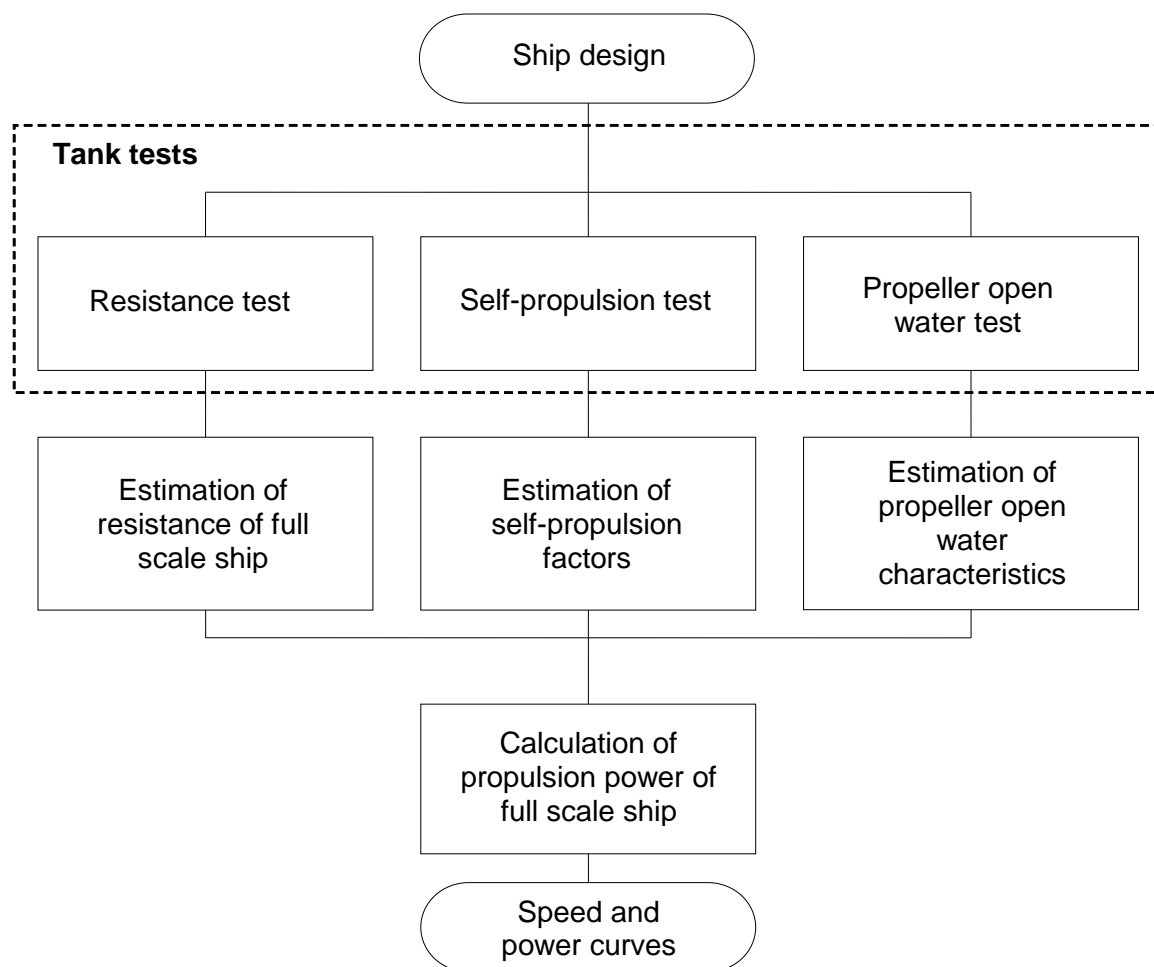 Ship design
Tank tests
Resistance test
Self-propulsion test
Propeller open
water test
Estimation of
resistance of full
scale ship
Estimation of
self-propulsion
factors
Estimation of
propeller open
water
characteristics
Calculation of
propulsion power of
full scale ship
Speed and
power curves